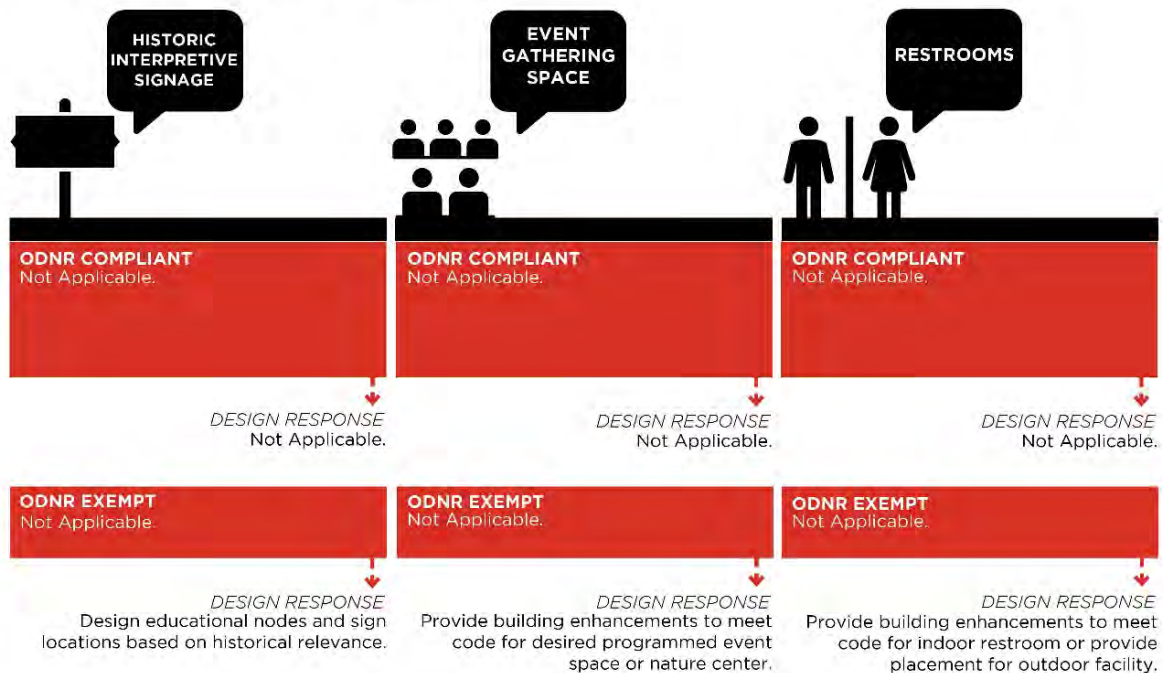 HISTORIC
INTERPRETIVE
SIGNAGE
EVENT
GATHERING
SPACE
RESTROOMS
ODNR COMPLIANT
Not Applicable.
ODNR COMPLIANT
Not Applicable.
ODNR COMPLIANT
Not Applicable.
DESIGN RESPONSE
Not Applicable.
DESIGN RESPONSE
Not Applicable.
DESIGN RESPONSE
Not Applicable.
ODNR EXEMPT
Not Applicable.
ODNR EXEMPT
Not Applicable.
ODNR EXEMPT
Not Applicable.
DESIGN RESPONSE
Design educational nodes and sign
locations based on historical relevance.
DESIGN RESPONSE
Provide building enhancements to meet
code for desired programmed event
space or nature center.
DESIGN RESPONSE
Provide building enhancements to meet
code for indoor restroom or provide
placement for outdoor facility.